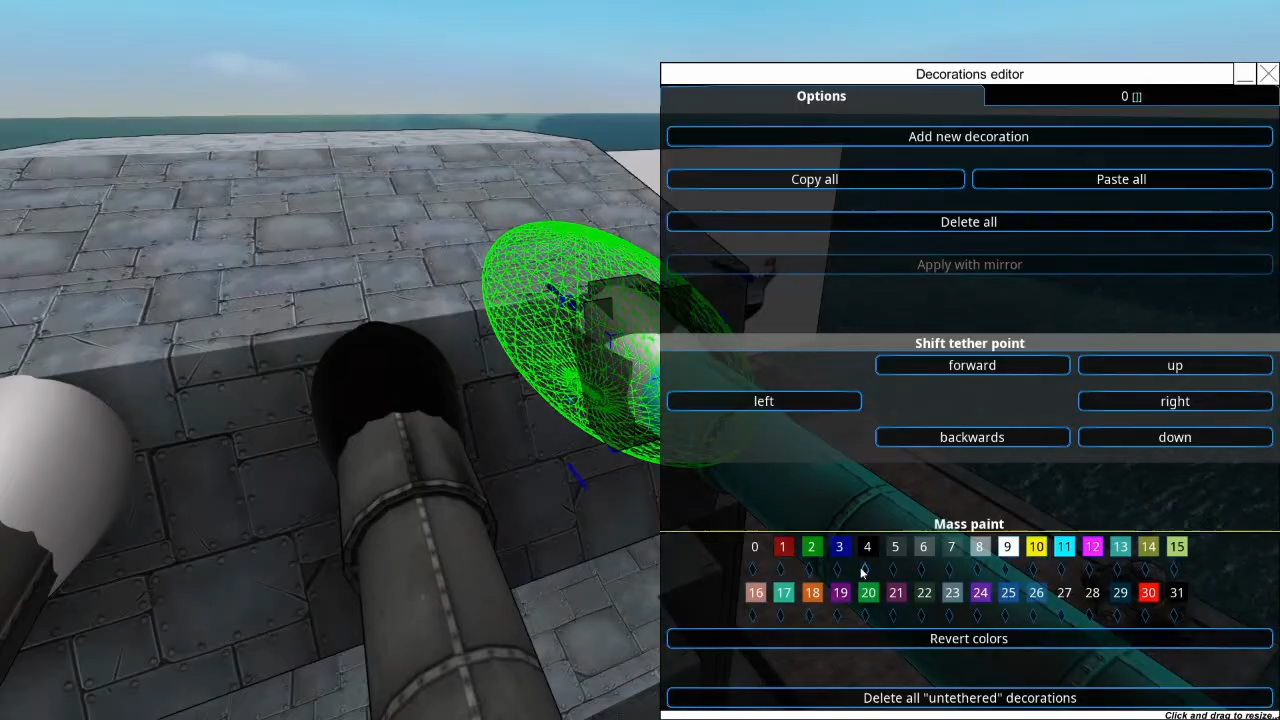 Decorations editor
Options
0 []]
Add new decoration
Copy all
Paste all
Delete all
Apply with mirror
Shift tether point
forward
up
left
right
backwards
down
Mass paint
0 1 2 3 4 5 6 7 8 9 10 11 12 13 14 15
16 17 18 19 20 21 22 23 24 25 26 27 28 29 30 31
Revert colors
Delete all "untethered" decorations
Click and drag to resize